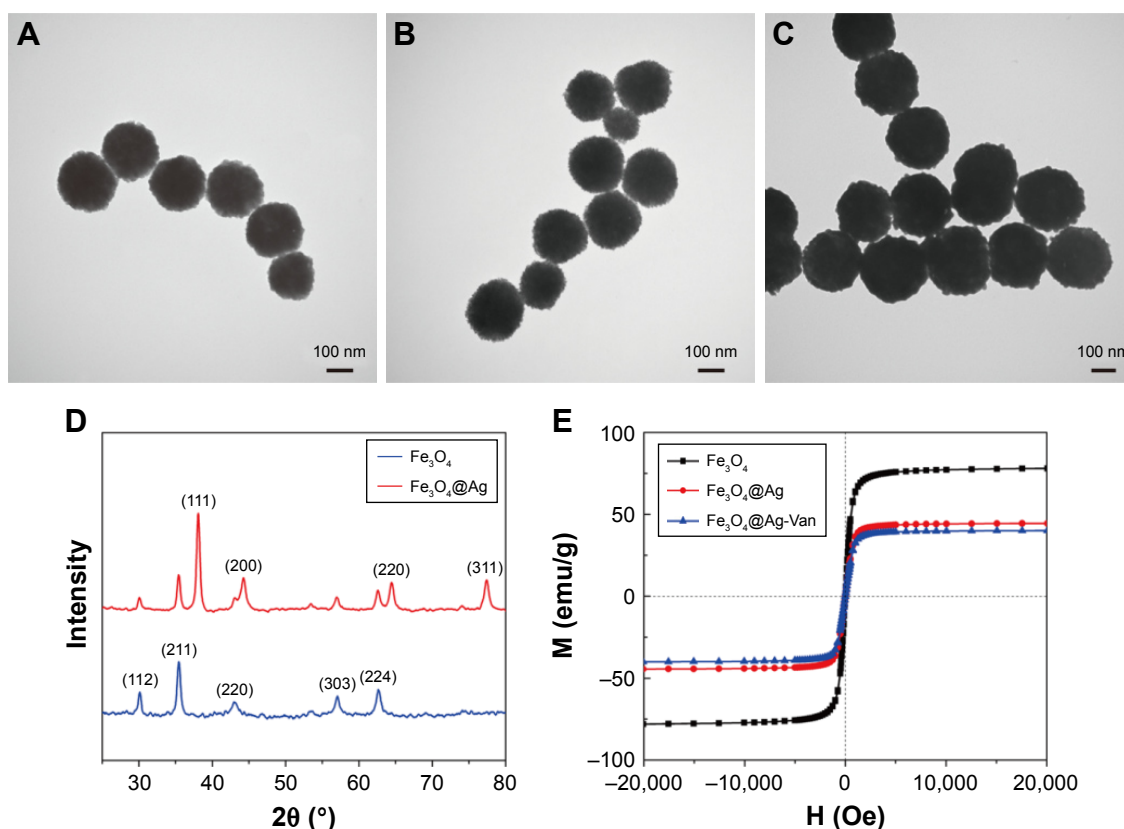 A
B
C
100 nm
100 nm
100 nm
D
E
Fe₃O₄
Fe₃O₄@Ag
(111)
(200)
(220)
(311)
(112)
(211)
(220)
(303)
(224)
Intensity
30
40
50
60
70
80
2θ (°)
100
50
0
−50
−100
Fe₃O₄
Fe₃O₄@Ag
Fe₃O₄@Ag-Van
M (emu/g)
−20,000
−10,000
0
10,000
20,000
H (Oe)